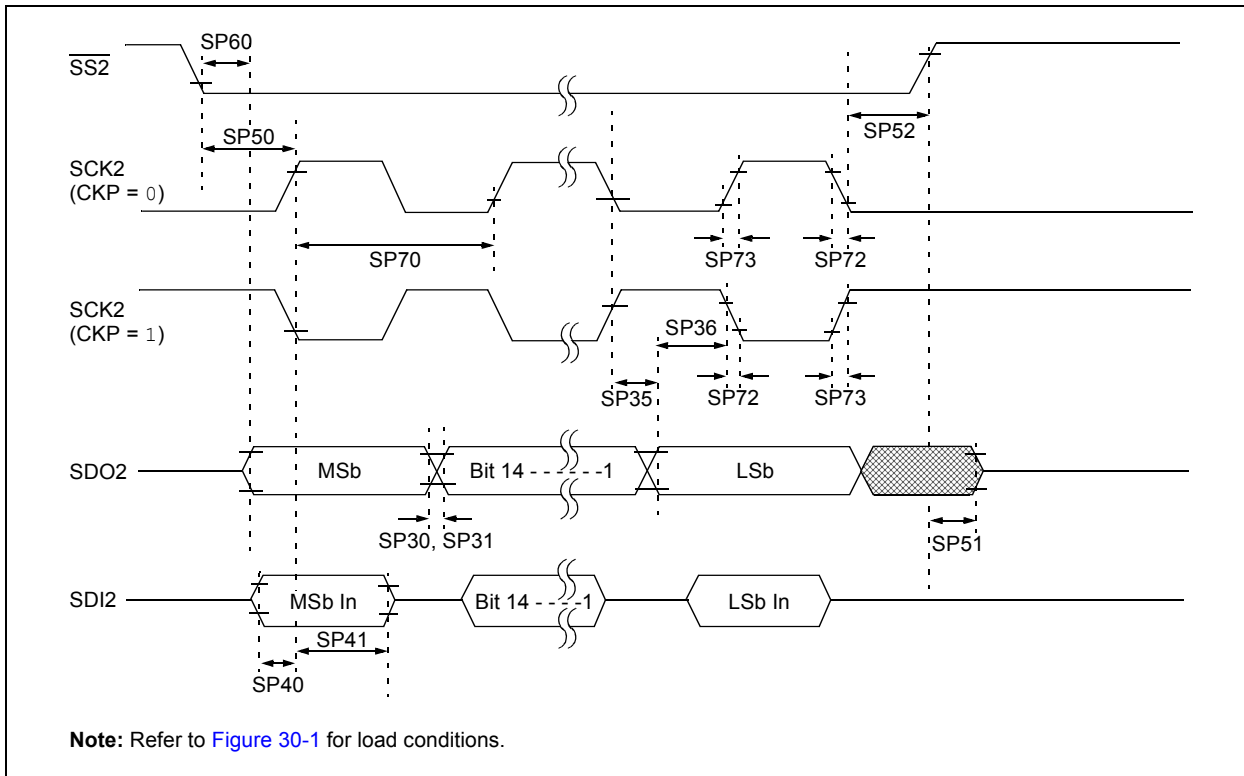 SP60
SS2
SP50
SP52
SCK2
(CKP = 0)
SP70
SP73
SP72
SCK2
(CKP = 1)
SP36
SP35
SP72
SP73
SDO2
MSb
Bit 14 - - - - - -1
LSb
SP30, SP31
SP51
SDI2
MSb In
Bit 14 - - - -1
LSb In
SP41
SP40
Note: Refer to Figure 30-1 for load conditions.